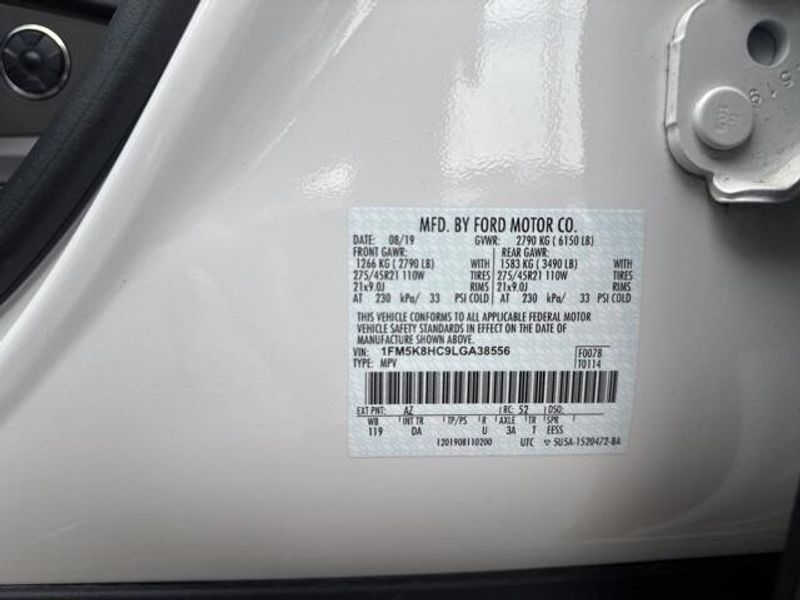 MFD. BY FORD MOTOR CO.
DATE: 08/19 GVWR: 2790 KG ( 6150 LB)
FRONT GAWR: REAR GAWR:
1266 KG ( 2790 LB) WITH 1583 KG ( 3490 LB) WITH
275/45R21 110W TIRES 275/45R21 110W TIRES
21x9.0J RIMS 21x9.0J RIMS
AT 230 kPa/ 33 PSI COLD AT 230 kPa/ 33 PSI COLD
THIS VEHICLE CONFORMS TO ALL APPLICABLE FEDERAL MOTOR
VEHICLE SAFETY STANDARDS IN EFFECT ON THE DATE OF
MANUFACTURE SHOWN ABOVE.
VIN: 1FM5K8HC9LGA38556 F0078
TYPE: MPV T0114
EXT PNT: AZ RC: 52 DSO:
WB INT TR TP/PS R AXLE TR SPR
119 DA U 3A T EESS
1201908110200 UTC ▽ 5U5A-1520472-BA